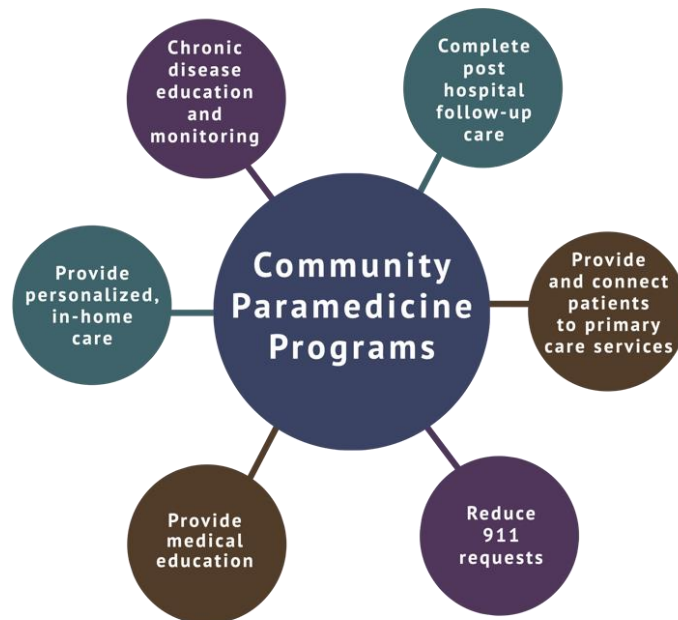 Chronic
disease
education
and
monitoring
Complete
post
hospital
follow-up
care
Community
Paramedicine
Programs
Provide
personalized,
in-home
care
Provide
and connect
patients
to primary
care services
Provide
medical
education
Reduce
911
requests